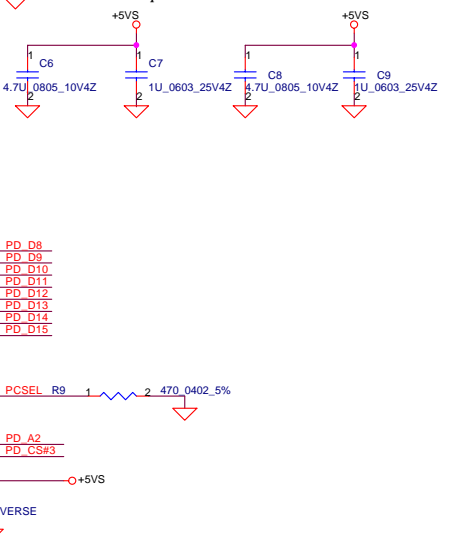 +5VS
+5VS
1
1
1
1
C6
C7
C8
C9
4.7U_0805_10V4Z
1U_0603_25V4Z
4.7U_0805_10V4Z
1U_0603_25V4Z
2
2
2
2
PD_D8
PD_D9
PD_D10
PD_D11
PD_D12
PD_D13
PD_D14
PD_D15
PCSEL R9 1 2 470_0402_5%
PD_A2
PD_CS#3
+5VS
VERSE